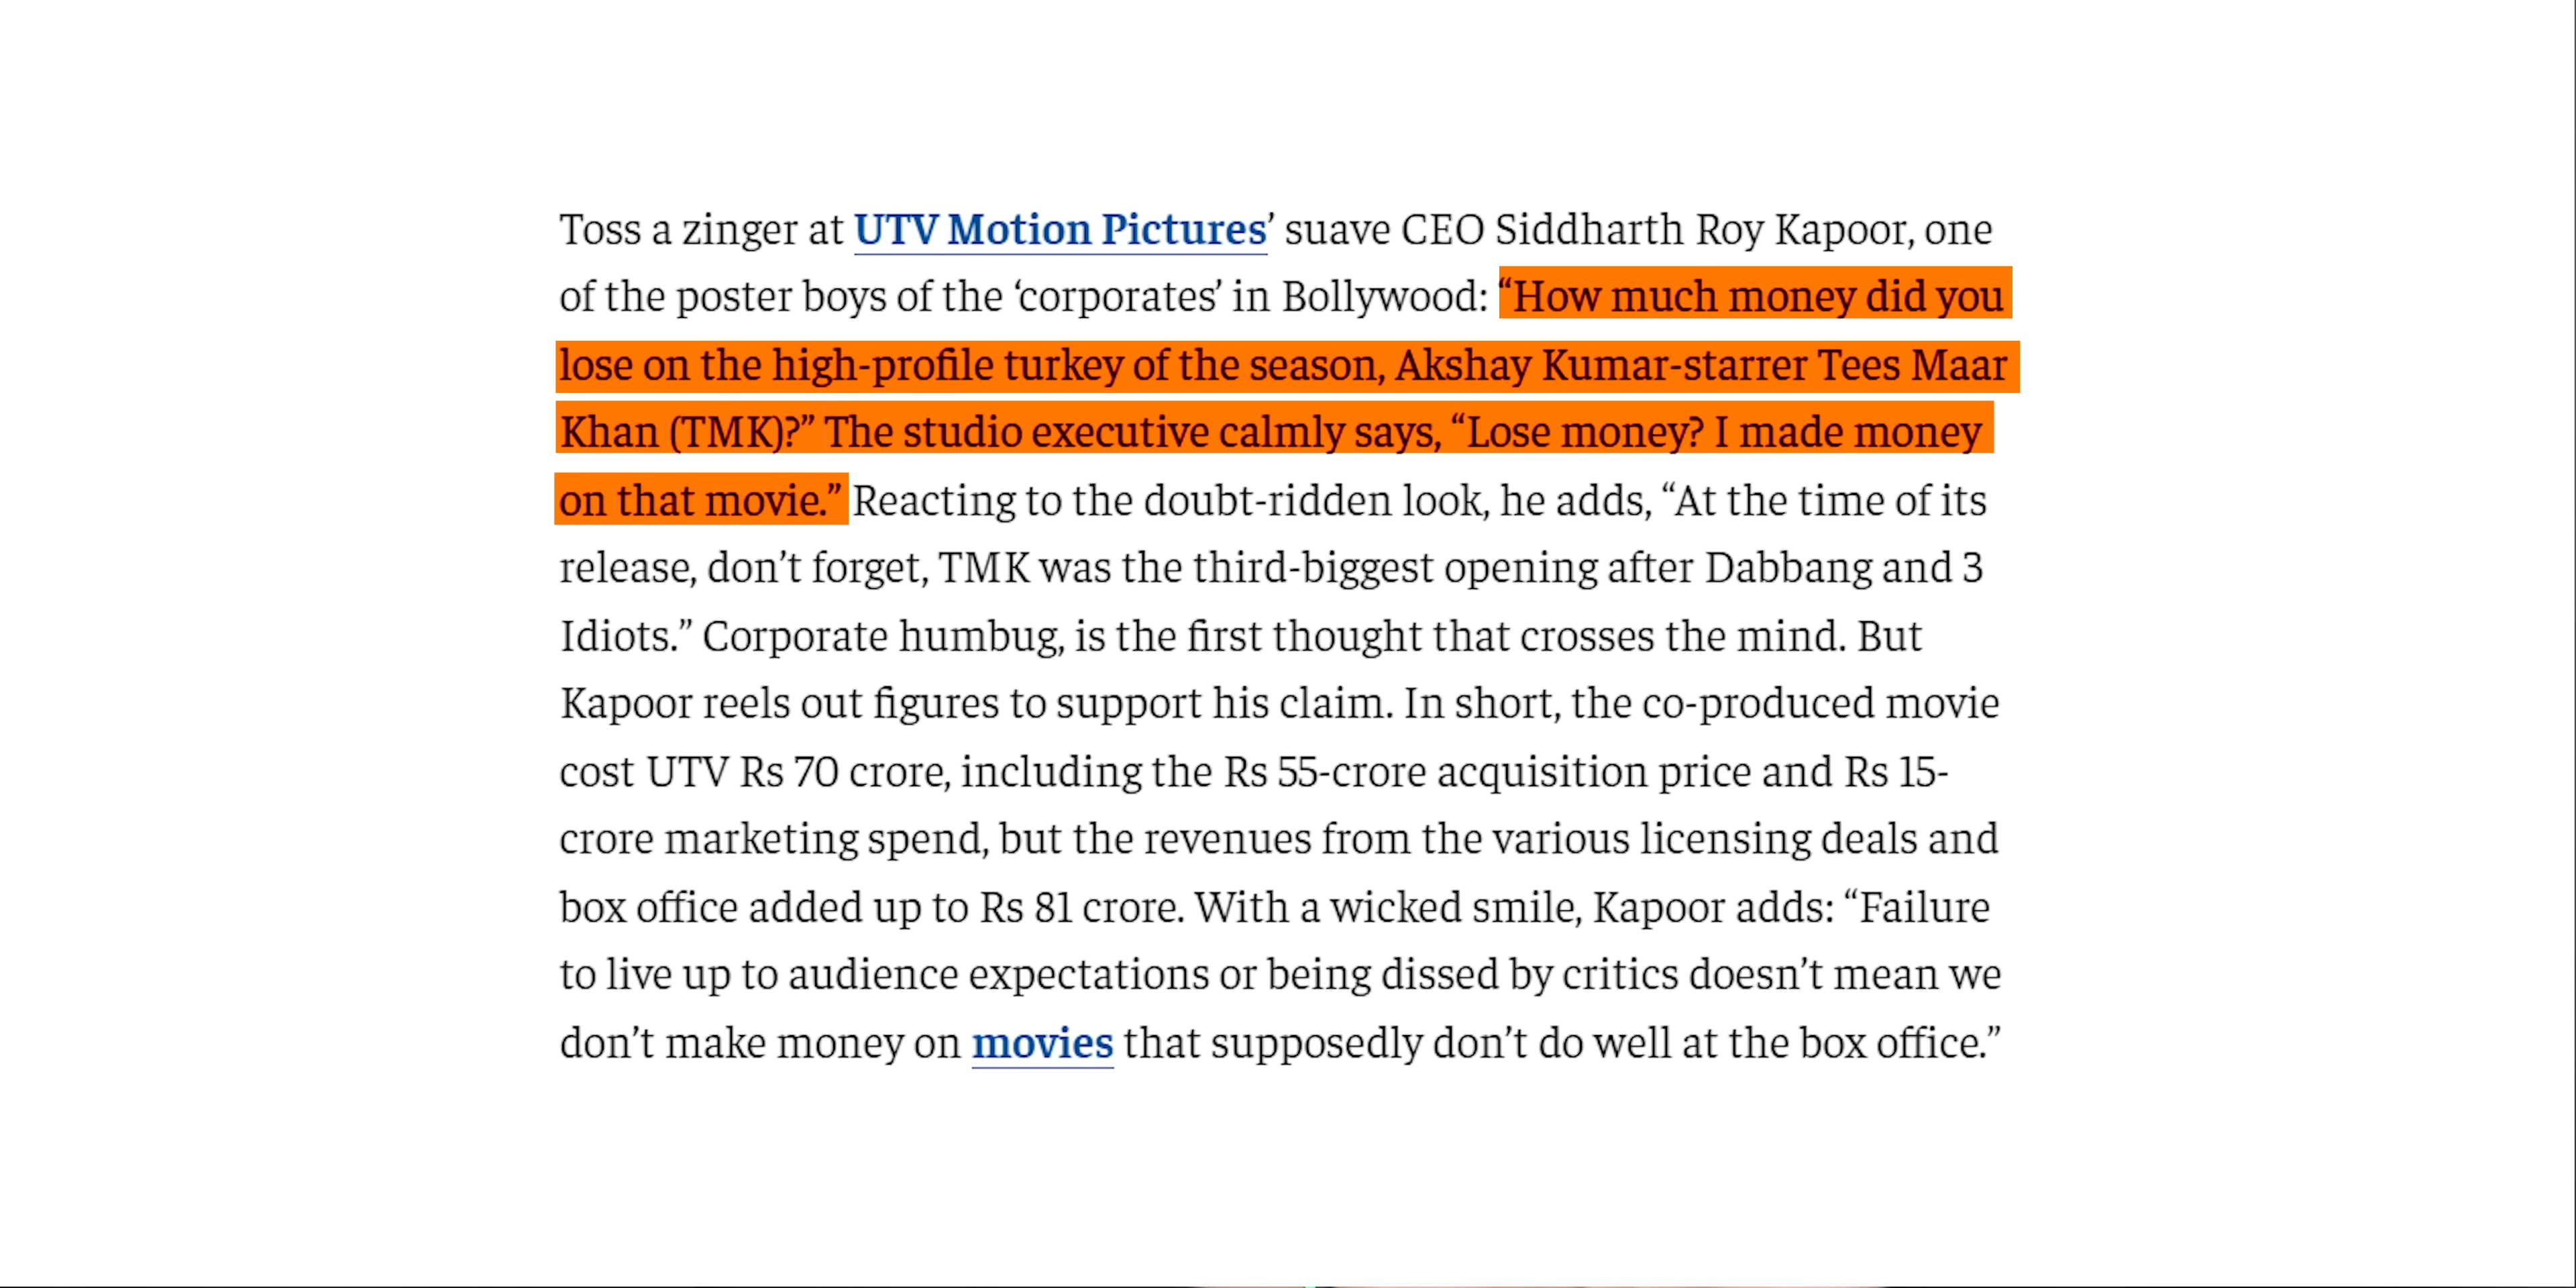 Toss a zinger at UTV Motion Pictures’ suave CEO Siddharth Roy Kapoor, one
of the poster boys of the ‘corporates’ in Bollywood: “How much money did you
lose on the high-profile turkey of the season, Akshay Kumar-starrer Tees Maar
Khan (TMK)?” The studio executive calmly says, “Lose money? I made money
on that movie.” Reacting to the doubt-ridden look, he adds, “At the time of its
release, don’t forget, TMK was the third-biggest opening after Dabbang and 3
Idiots.” Corporate humbug, is the first thought that crosses the mind. But
Kapoor reels out figures to support his claim. In short, the co-produced movie
cost UTV Rs 70 crore, including the Rs 55-crore acquisition price and Rs 15-
crore marketing spend, but the revenues from the various licensing deals and
box office added up to Rs 81 crore. With a wicked smile, Kapoor adds: “Failure
to live up to audience expectations or being dissed by critics doesn’t mean we
don’t make money on movies that supposedly don’t do well at the box office.”